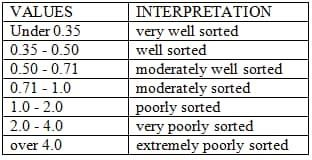 VALUES INTERPRETATION
Under 0.35 very well sorted
0.35 - 0.50 well sorted
0.50 - 0.71 moderately well sorted
0.71 - 1.0 moderately sorted
1.0 - 2.0 poorly sorted
2.0 - 4.0 very poorly sorted
over 4.0 extremely poorly sorted